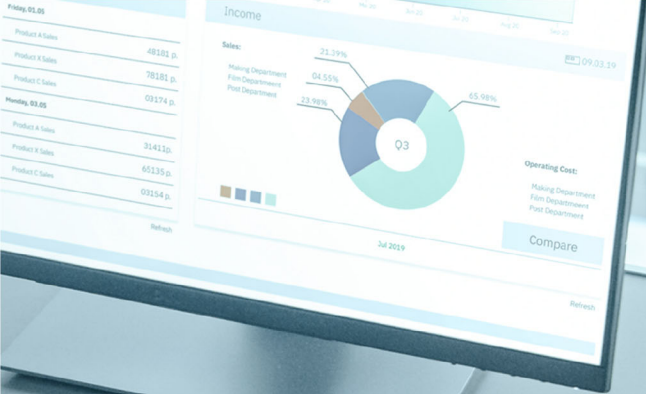 Friday, 01.05
Product A Sales 48181 p.
Product X Sales 78181 p.
Product C Sales 03174 p.
Monday, 03.05
Product A Sales 31411p.
Product X Sales 65135 p.
Product C Sales 03154 p.
Refresh
Income
09.03.19
Sales:
Making Department
Film Department
Post Department
21.19%
04.55%
23.98%
65.98%
Q3
Operating Cost:
Making Department
Film Department
Post Department
Compare
Jul 2019
Refresh